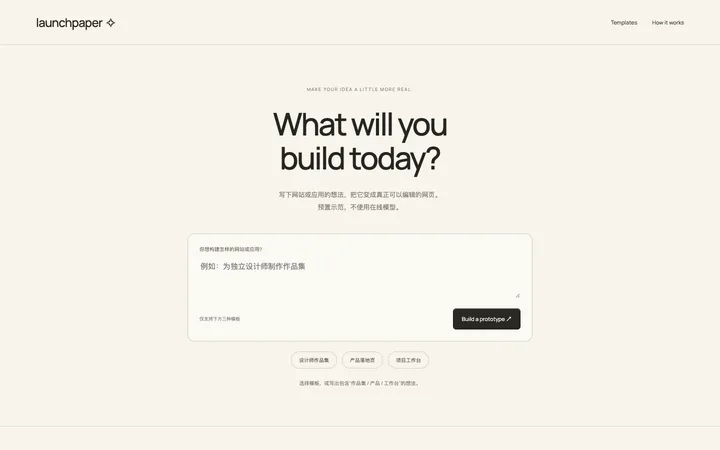 launchpaper
Templates
How it works
MAKE YOUR IDEA A LITTLE MORE REAL
What will you
build today?
写下网站或应用的想法，把它变成真正可以编辑的网页。
预置示范，不使用在线模型。
你想构建怎样的网站或应用？
例如：为独立设计师制作作品集
仅支持下方三种模板
Build a prototype ↗
设计师作品集
产品落地页
项目工作台
选择模板，或写出包含“作品集 / 产品 / 工作台”的想法。